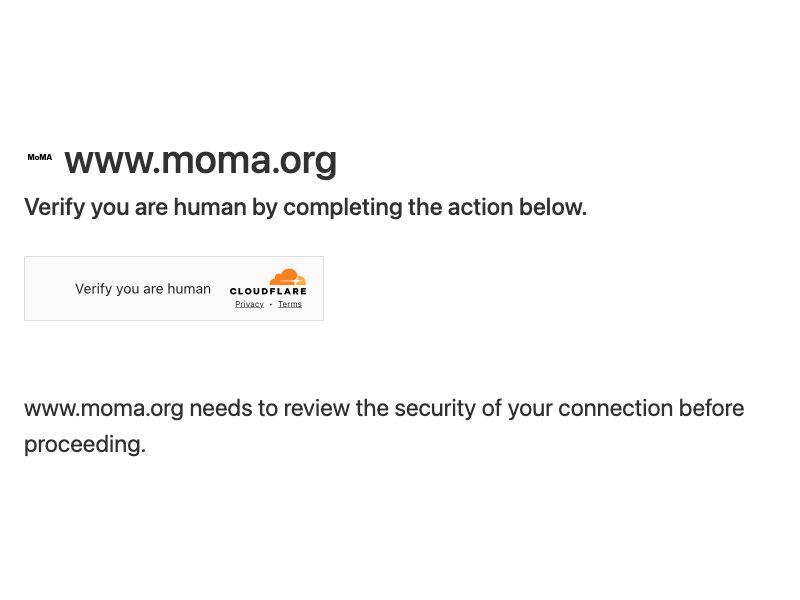 MoMA www.moma.org
Verify you are human by completing the action below.
Verify you are human
CLOUDFLARE
Privacy • Terms
www.moma.org needs to review the security of your connection before
proceeding.